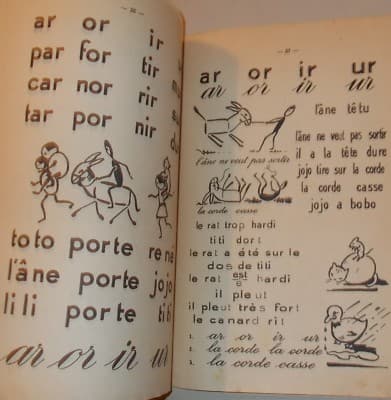 ar or ir
par for tir
car nor rir
tar por nir
toto porte rené
l'âne porte jojo
lili porte titi
ar or ir ur
ar or ir ur
ar or ir ur
l'âne têtu
l'âne ne veut pas sortir
l'âne ne veut pas sortir
il a la tête dure
jojo tire sur la corde
la corde casse
jojo a bobo
la corde casse
le rat trop hardi
titi dort
le rat a été sur le
dos de titi
le rat est hardi
il pleut
il pleut très fort
le canard rit
1. ar or ir ur
2. la corde la corde
3. la corde casse